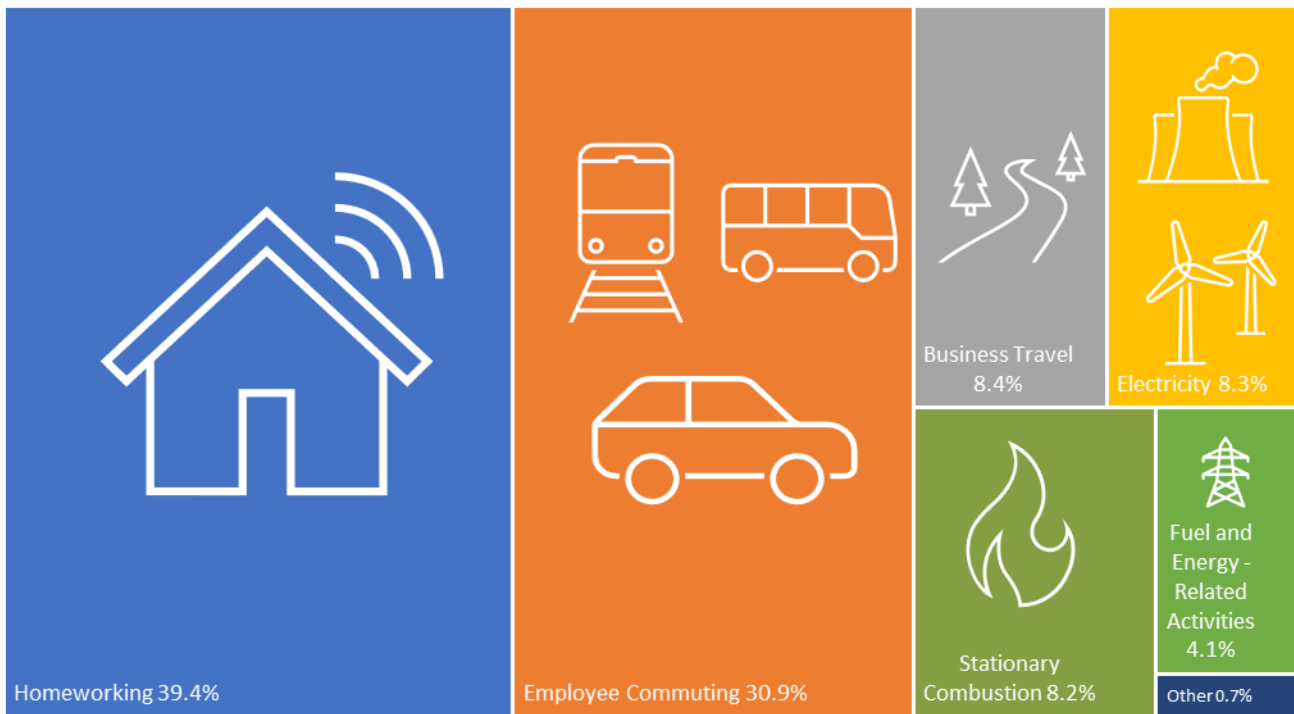 Homeworking 39.4%
Employee Commuting 30.9%
Business Travel
8.4%
Electricity 8.3%
Stationary
Combustion 8.2%
Fuel and
Energy -
Related
Activities
4.1%
Other 0.7%